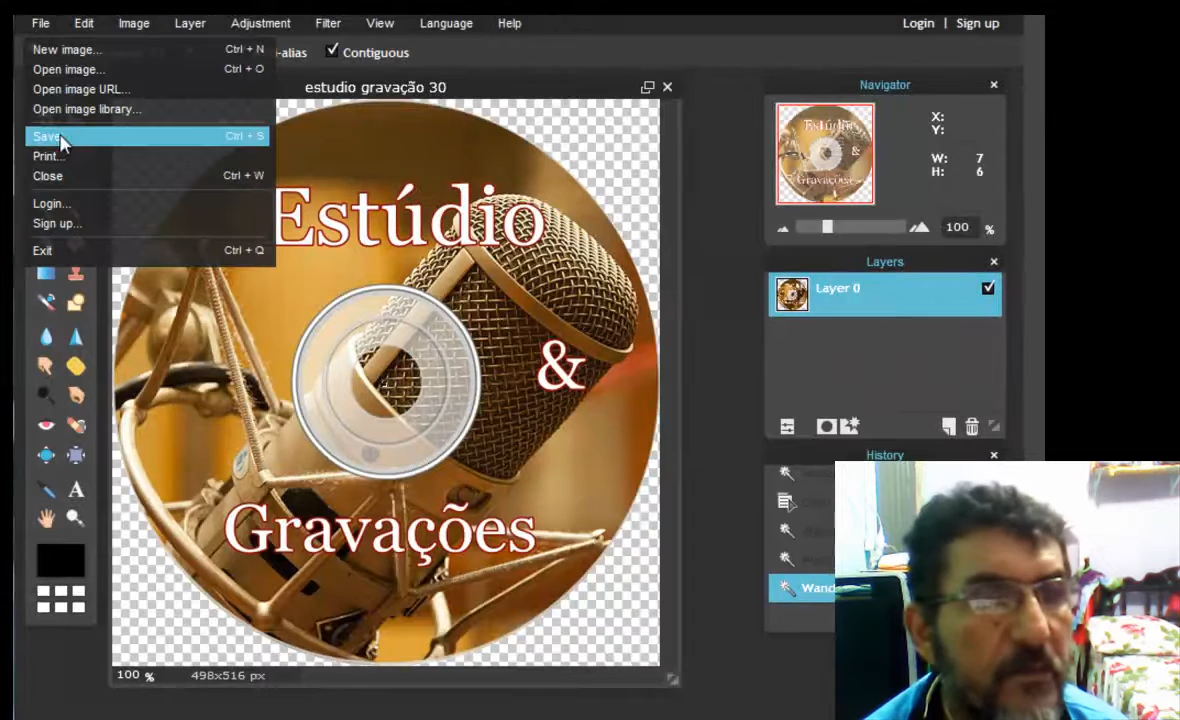 File Edit Image Layer Adjustment Filter View Language Help Login | Sign up
-alias Contiguous
New image... Ctrl + N
Open image... Ctrl + O
Open image URL...
Open image library...
Save Ctrl + S
Print...
Close Ctrl + W
Login...
Sign up...
Exit Ctrl + Q
estudio gravação 30
Estúdio
&
Gravações
100 % 498x516 px
Navigator
Estúdio
&
Gravações
X:
Y:
W: 7
H: 6
100 %
Layers
Layer 0
History
Wand
A